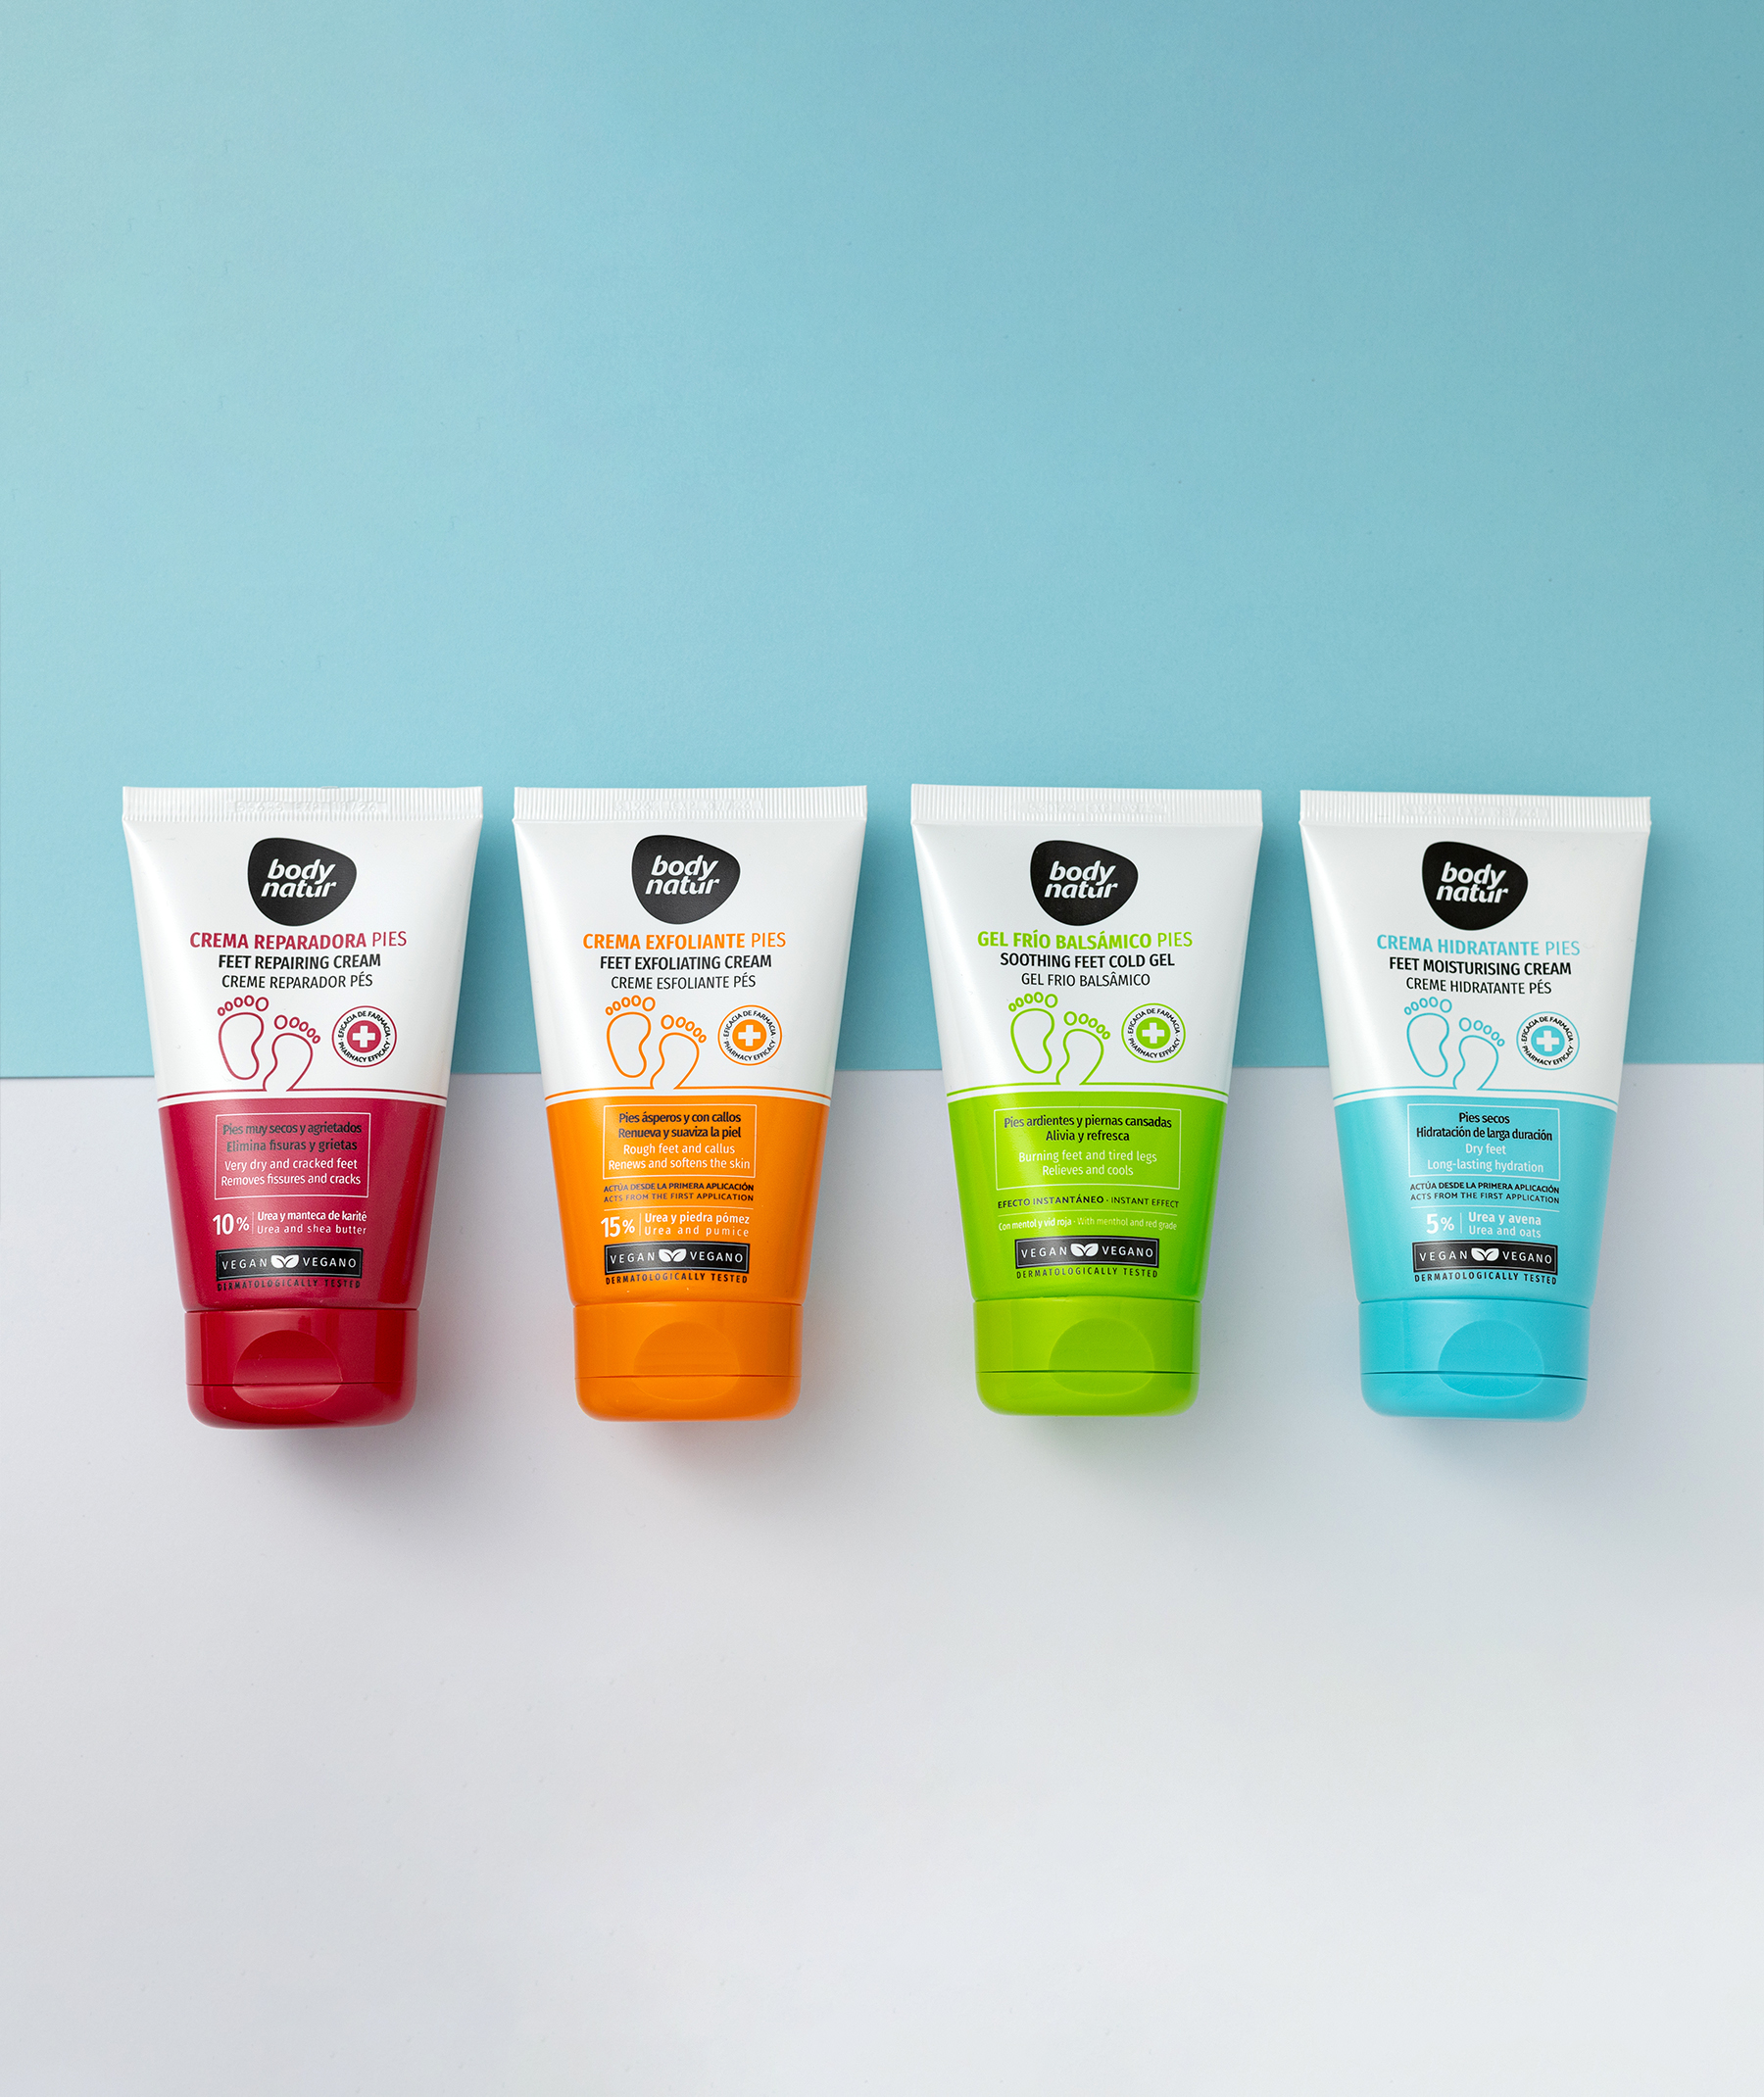 body
natur
CREMA REPARADORA PIES
FEET REPAIRING CREAM
CREME REPARADOR PÉS
EFICACIA DE FARMACIA
PHARMACY EFFICACY
Pies muy secos y agrietados
Elimina fisuras y grietas
Very dry and cracked feet
Removes fissures and cracks
10% Urea y manteca de karité
Urea and shea butter
VEGAN VEGANO
DERMATOLOGICALLY TESTED
body
natur
CREMA EXFOLIANTE PIES
FEET EXFOLIATING CREAM
CREME ESFOLIANTE PÉS
EFICACIA DE FARMACIA
PHARMACY EFFICACY
Pies ásperos y con callos
Renueva y suaviza la piel
Rough feet and callus
Renews and softens the skin
ACTÚA DESDE LA PRIMERA APLICACIÓN
ACTS FROM THE FIRST APPLICATION
15% Urea y piedra pómez
Urea and pumice
VEGAN VEGANO
DERMATOLOGICALLY TESTED
body
natur
GEL FRÍO BALSÁMICO PIES
SOOTHING FEET COLD GEL
GEL FRIO BALSÂMICO
EFICACIA DE FARMACIA
PHARMACY EFFICACY
Pies ardientes y piernas cansadas
Alivia y refresca
Burning feet and tired legs
Relieves and cools
EFECTO INSTANTÁNEO · INSTANT EFFECT
Con mentol y vid roja · With menthol and red grade
VEGAN VEGANO
DERMATOLOGICALLY TESTED
body
natur
CREMA HIDRATANTE PIES
FEET MOISTURISING CREAM
CREME HIDRATANTE PÉS
EFICACIA DE FARMACIA
PHARMACY EFFICACY
Pies secos
Hidratación de larga duración
Dry feet
Long-lasting hydration
ACTÚA DESDE LA PRIMERA APLICACIÓN
ACTS FROM THE FIRST APPLICATION
5% Urea y avena
Urea and oats
VEGAN VEGANO
DERMATOLOGICALLY TESTED